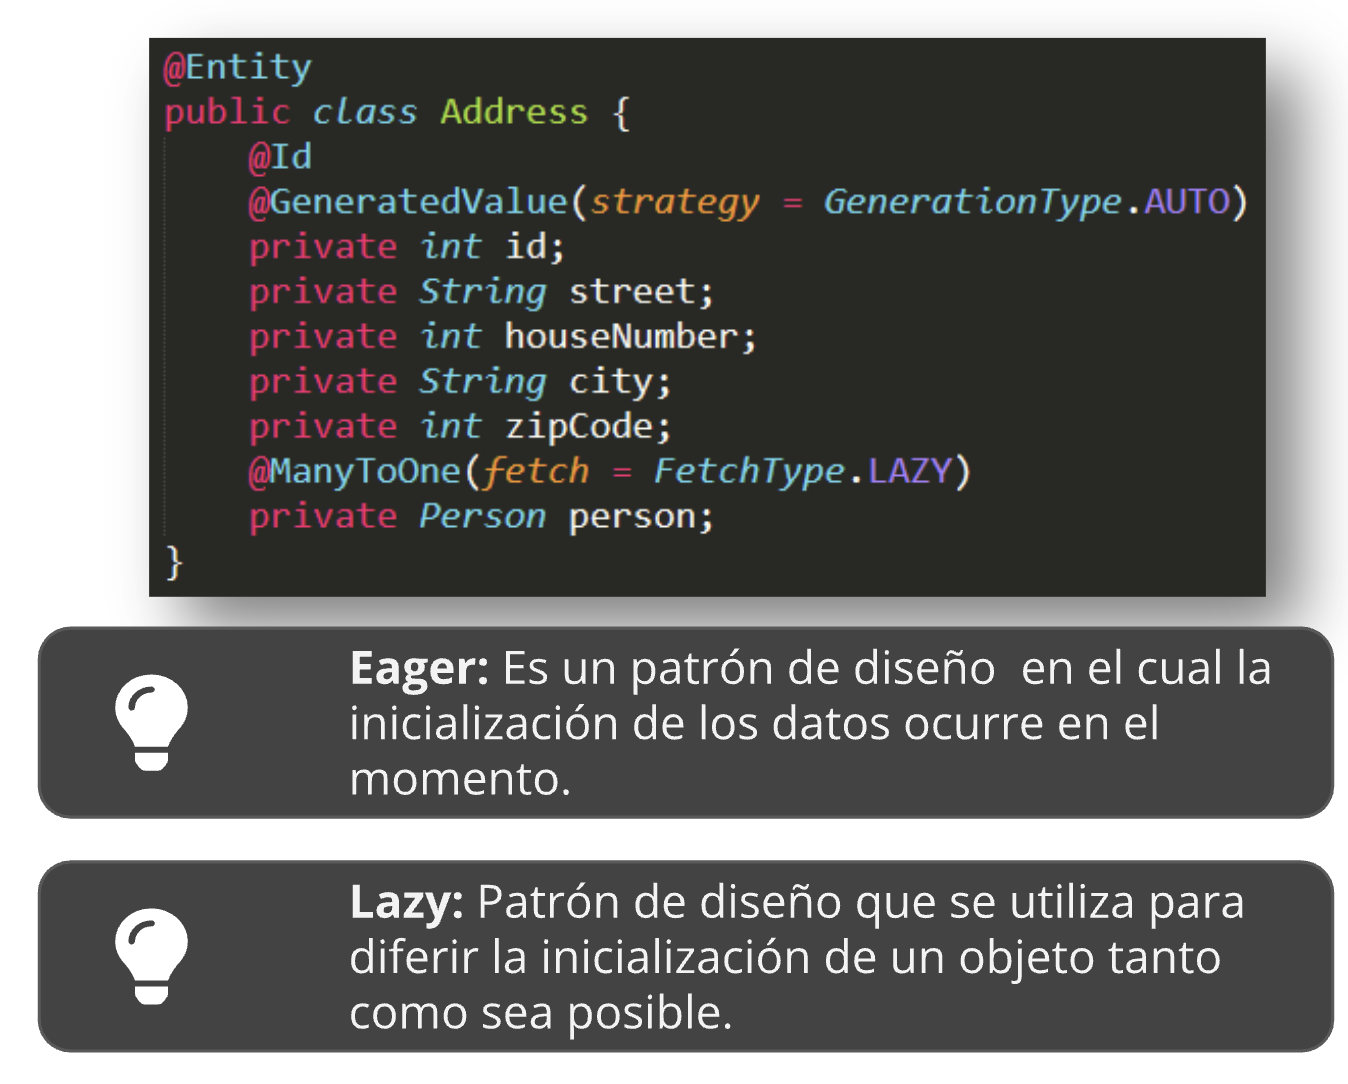 @Entity
public class Address {
@Id
@GeneratedValue(strategy = GenerationType.AUTO)
private int id;
private String street;
private int houseNumber;
private String city;
private int zipCode;
@ManyToOne(fetch = FetchType.LAZY)
private Person person;
}
Eager: Es un patrón de diseño  en el cual la
inicialización de los datos ocurre en el
momento.
Lazy: Patrón de diseño que se utiliza para
diferir la inicialización de un objeto tanto
como sea posible.